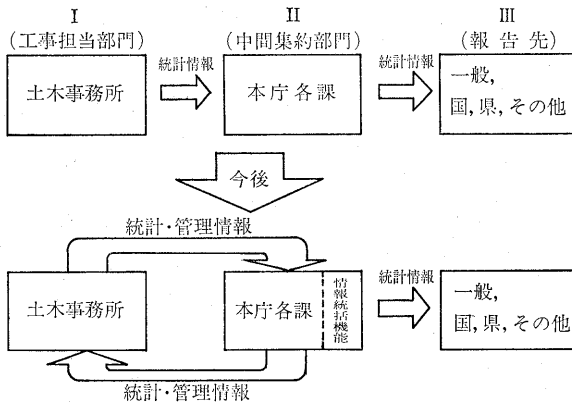 I　II　III
(工事担当部門)　(中間集約部門)　(報告先)
土木事務所
統計情報
本庁各課
統計情報
一般,
国, 県, その他
今後
統計・管理情報
土木事務所
本庁各課
情報統括機能
統計情報
一般,
国, 県, その他
統計・管理情報